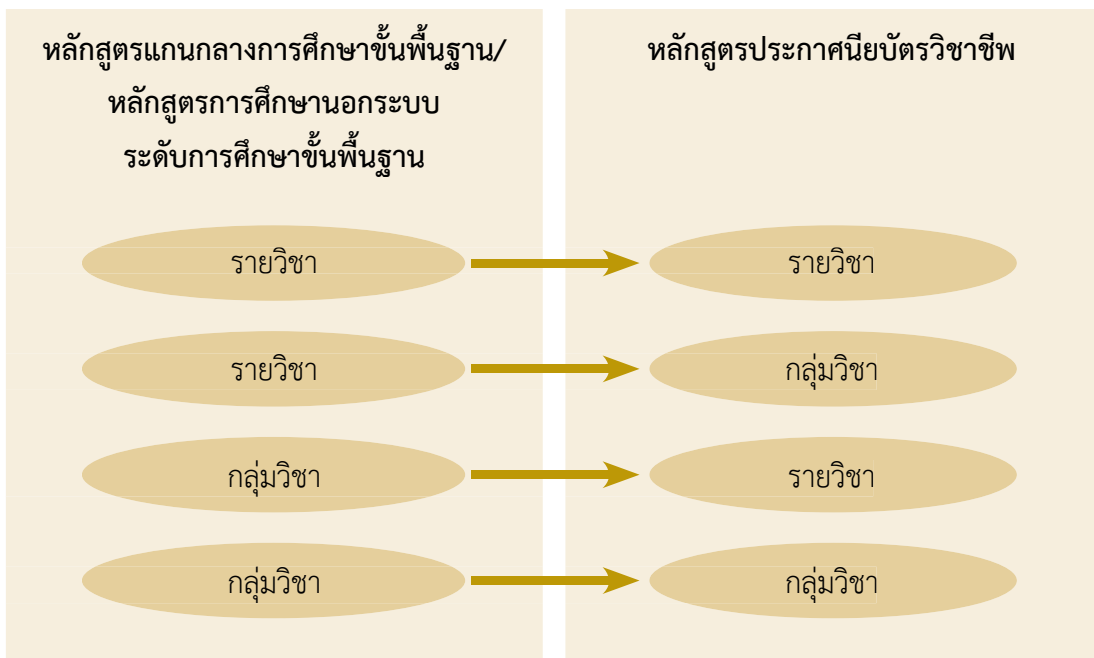 หลักสูตรแกนกลางการศึกษาขั้นพื้นฐาน/
หลักสูตรการศึกษานอกระบบ
ระดับการศึกษาขั้นพื้นฐาน
หลักสูตรประกาศนียบัตรวิชาชีพ
รายวิชา
รายวิชา
รายวิชา
กลุ่มวิชา
กลุ่มวิชา
รายวิชา
กลุ่มวิชา
กลุ่มวิชา